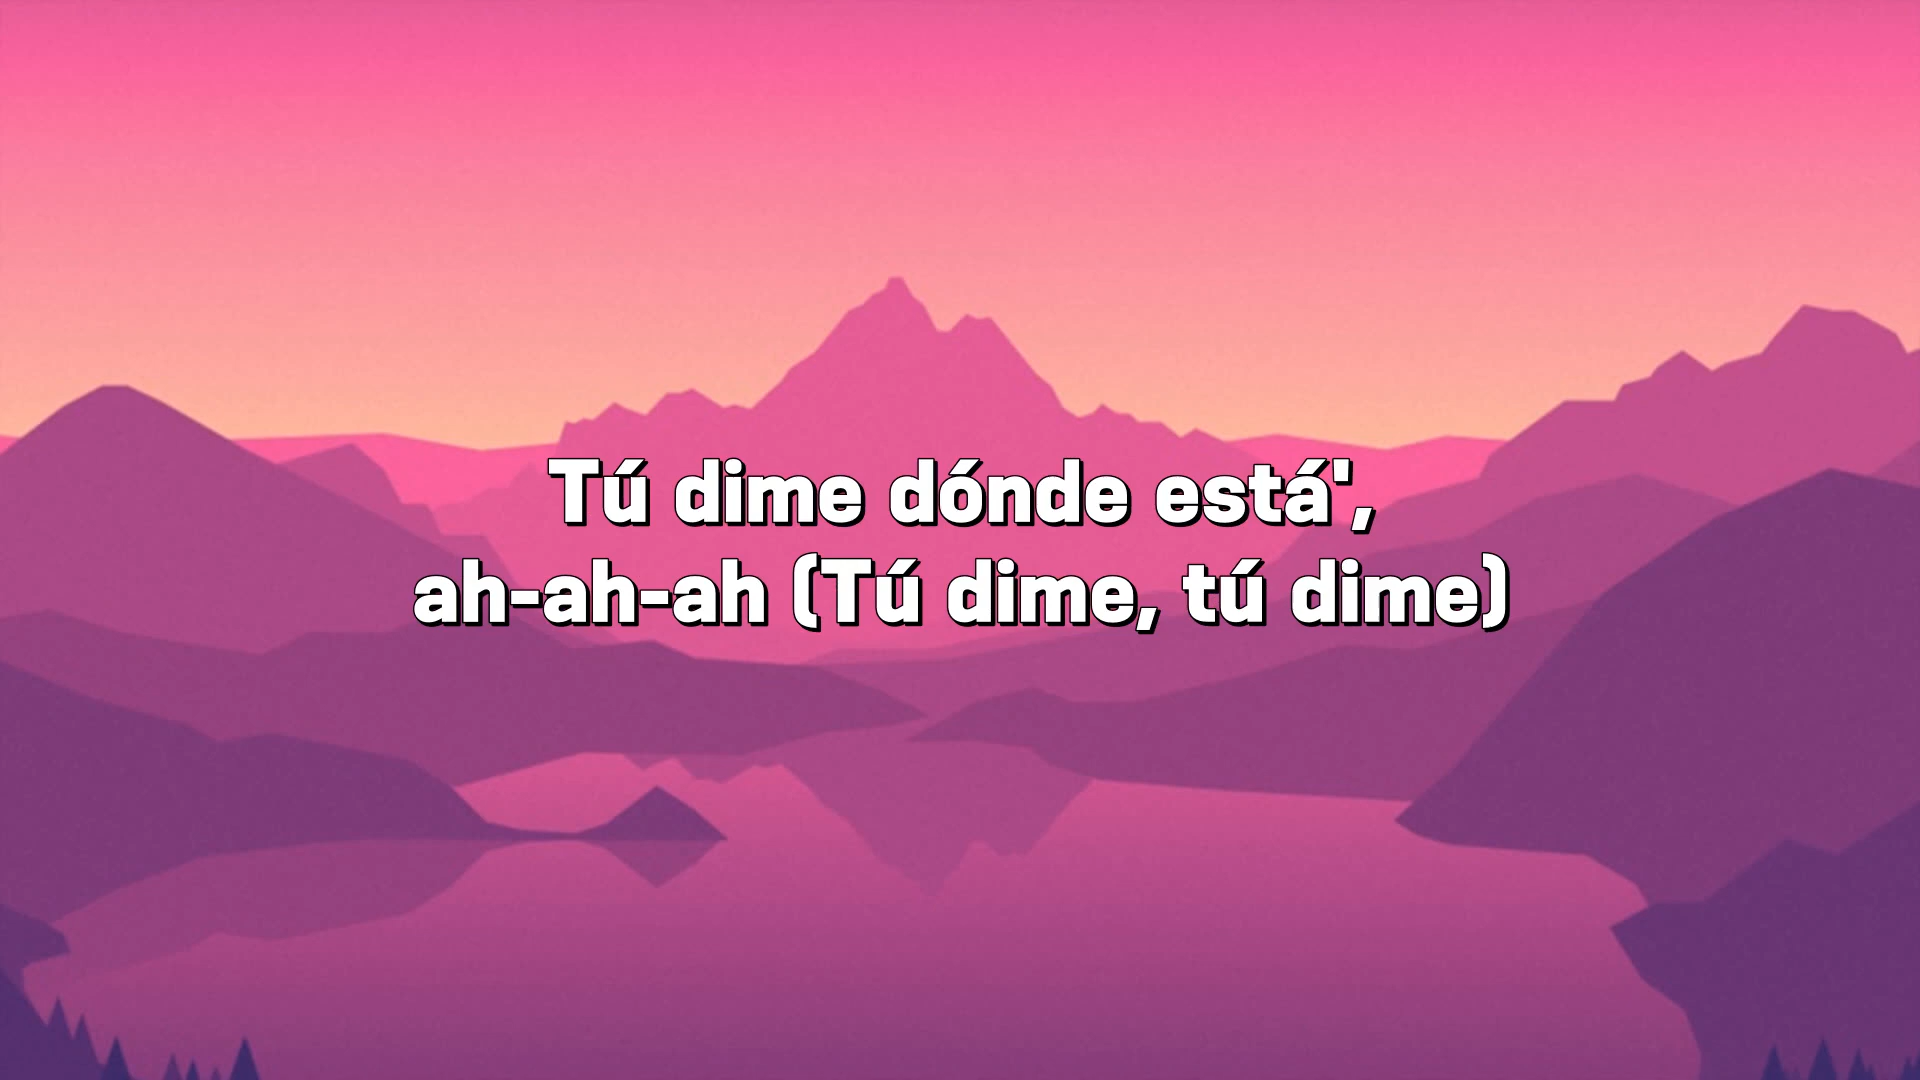 Tú dime dónde está',
ah-ah-ah (Tú dime, tú dime)